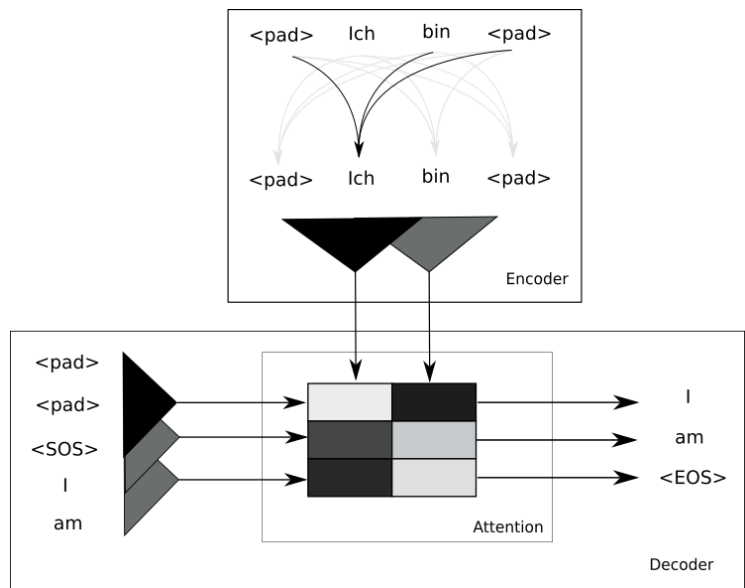 <pad> Ich bin <pad>
<pad> Ich bin <pad>
Encoder
<pad>
<pad>
<SOS>
I
am
I
am
<EOS>
Attention
Decoder